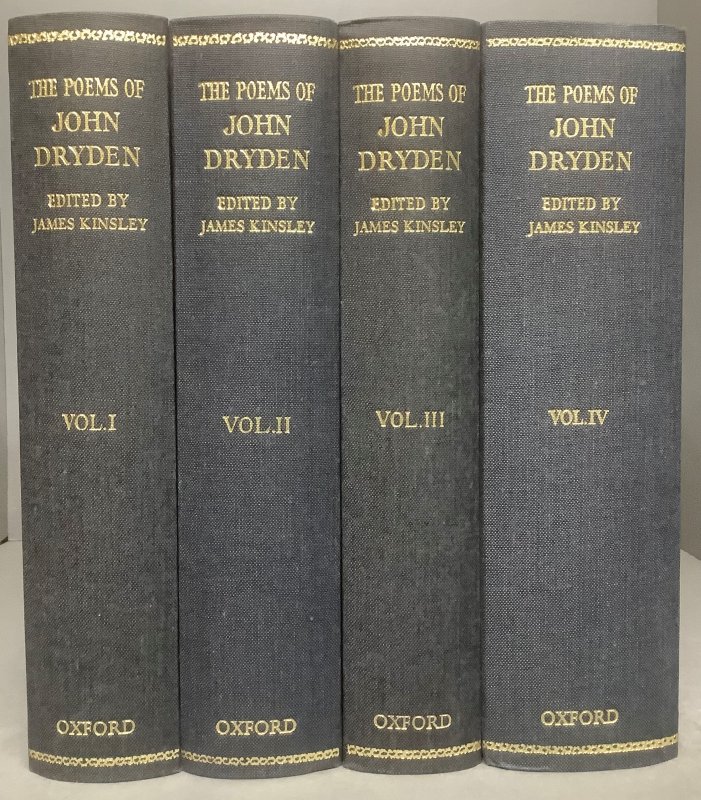 THE POEMS OF
JOHN
DRYDEN
EDITED BY
JAMES KINSLEY
VOL.I
OXFORD
THE POEMS OF
JOHN
DRYDEN
EDITED BY
JAMES KINSLEY
VOL.II
OXFORD
THE POEMS OF
JOHN
DRYDEN
EDITED BY
JAMES KINSLEY
VOL.III
OXFORD
THE POEMS OF
JOHN
DRYDEN
EDITED BY
JAMES KINSLEY
VOL.IV
OXFORD